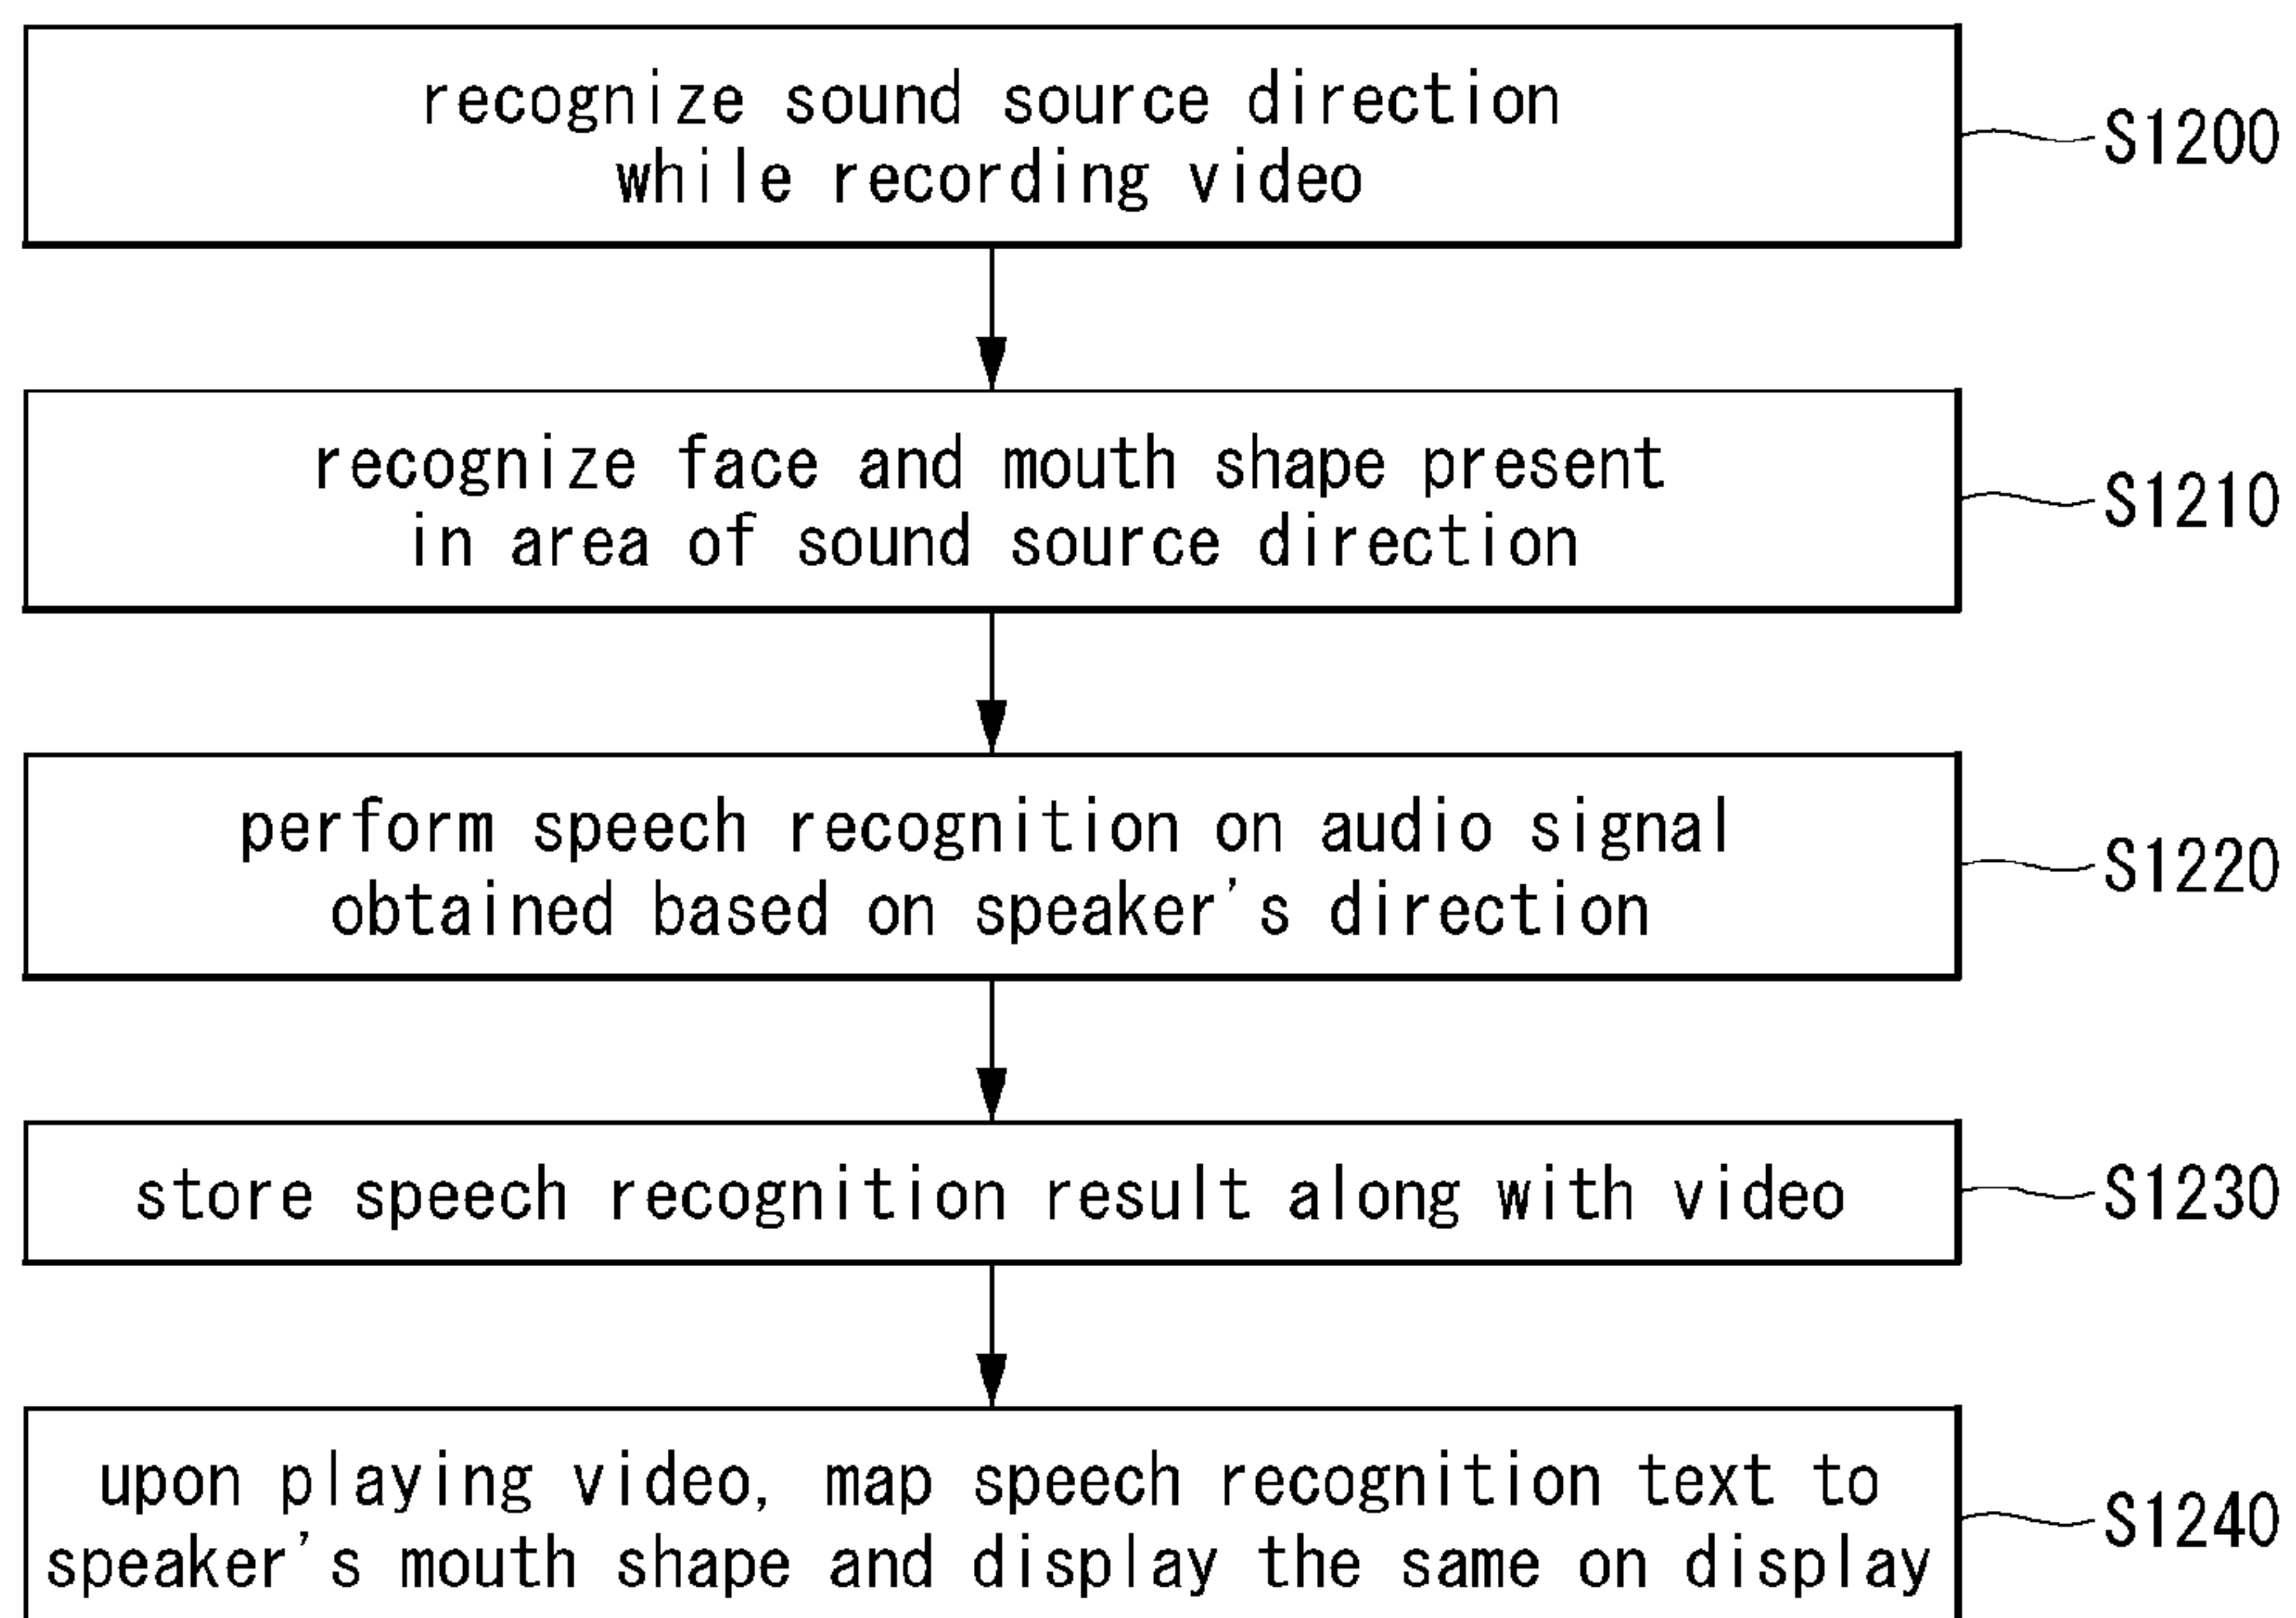 recognize sound source direction
while recording video
S1200
recognize face and mouth shape present
in area of sound source direction
S1210
perform speech recognition on audio signal
obtained based on speaker's direction
S1220
store speech recognition result along with video
S1230
upon playing video, map speech recognition text to
speaker's mouth shape and display the same on display
S1240